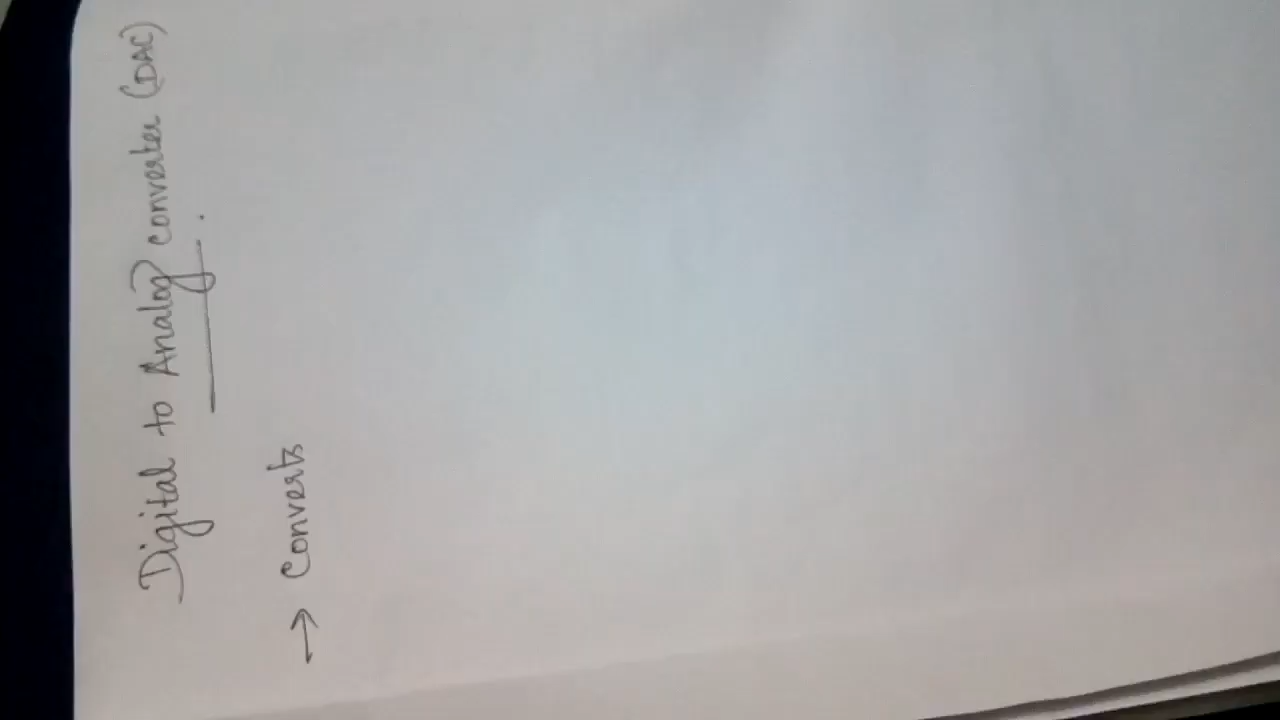 Digital to Analog converter (DAC).
→ Converts